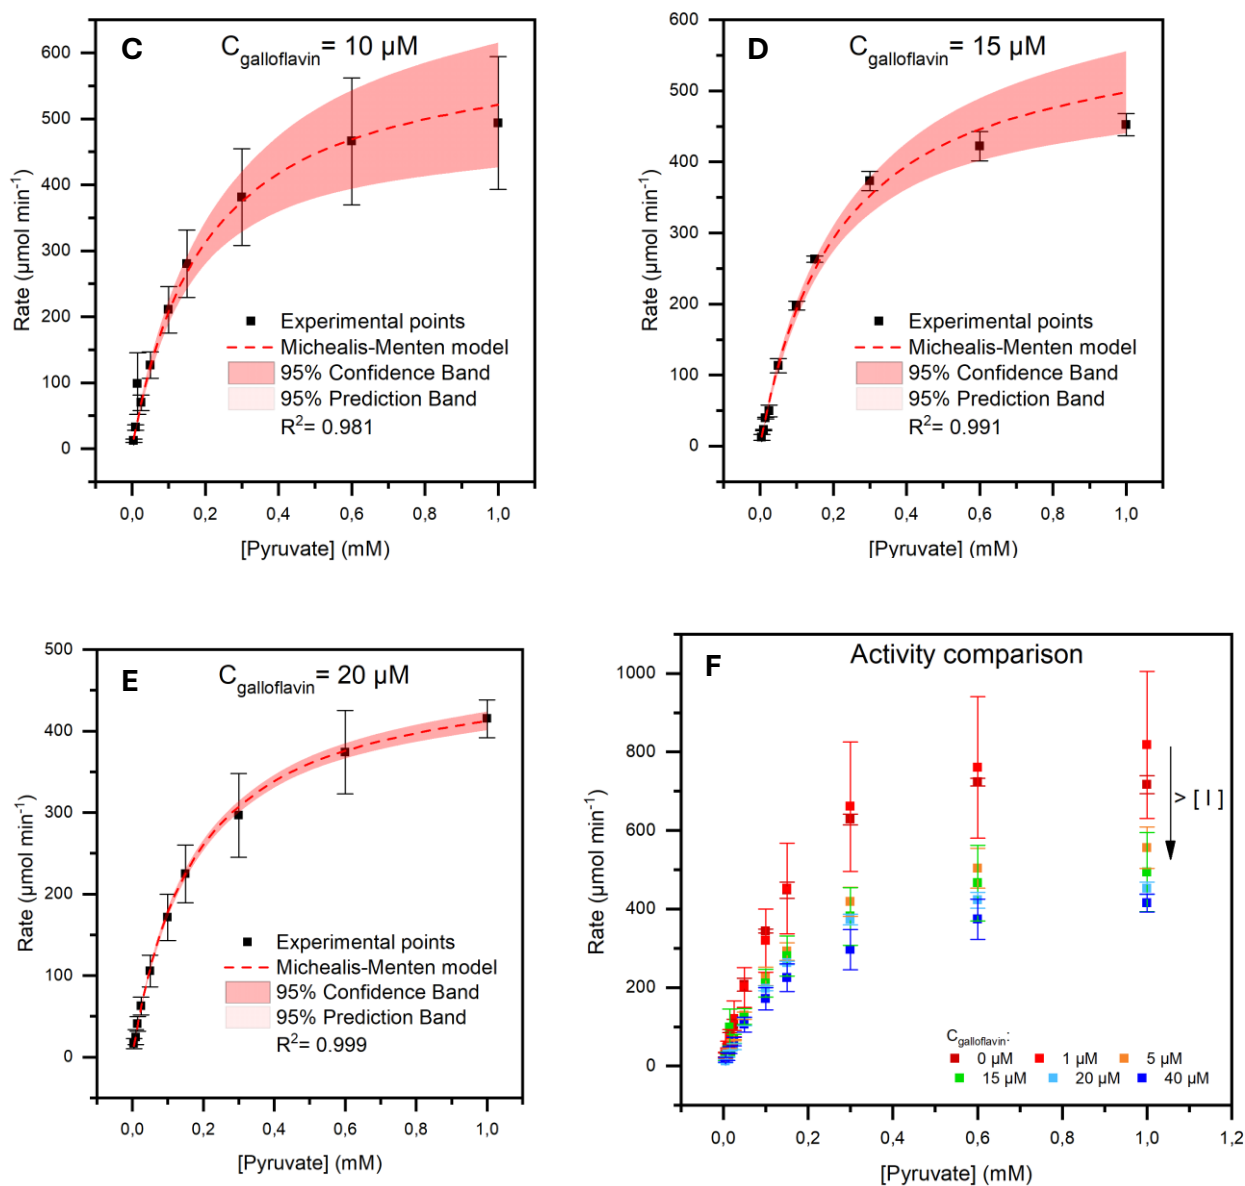 C
C_galloflavin = 10 µM
Rate (µmol min⁻¹)
600
500
400
300
200
100
0
Experimental points
Michealis-Menten model
95% Confidence Band
95% Prediction Band
R²= 0.981
0,0 0,2 0,4 0,6 0,8 1,0
[Pyruvate] (mM)
D
C_galloflavin = 15 µM
Rate (µmol min⁻¹)
600
500
400
300
200
100
0
Experimental points
Michealis-Menten model
95% Confidence Band
95% Prediction Band
R²= 0.991
0,0 0,2 0,4 0,6 0,8 1,0
[Pyruvate] (mM)
E
C_galloflavin = 20 µM
Rate (µmol min⁻¹)
500
400
300
200
100
0
Experimental points
Michealis-Menten model
95% Confidence Band
95% Prediction Band
R²= 0.999
0,0 0,2 0,4 0,6 0,8 1,0
[Pyruvate] (mM)
F
Activity comparison
Rate (µmol min⁻¹)
1000
800
600
400
200
0
> [ I ]
C_galloflavin:
0 µM 1 µM 5 µM
15 µM 20 µM 40 µM
0,0 0,2 0,4 0,6 0,8 1,0 1,2
[Pyruvate] (mM)